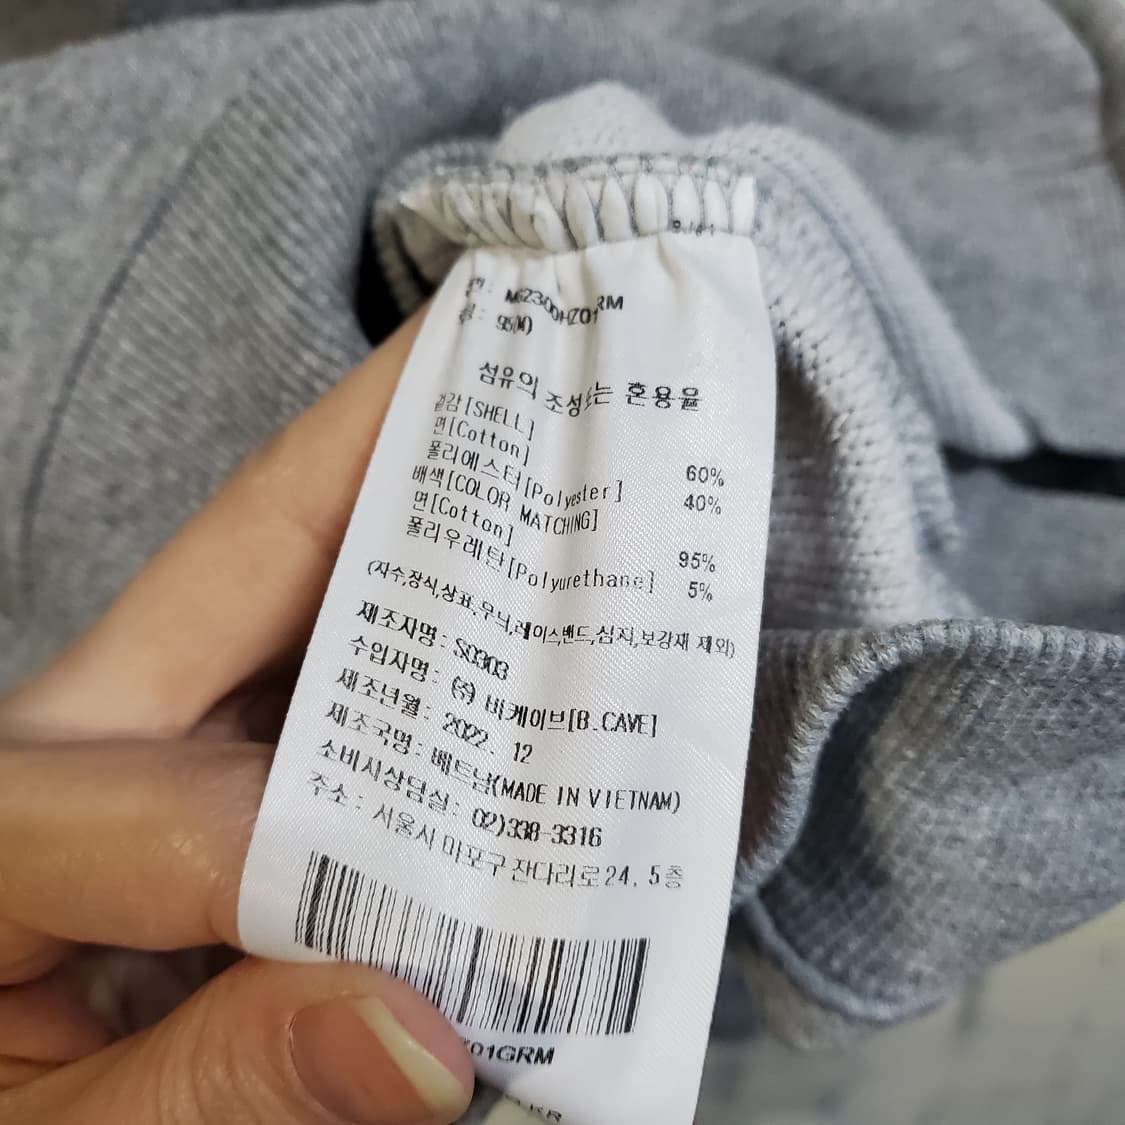 95(M)
섬유의 조성또는 혼용율
겉감[SHELL]
면[Cotton] 60%
폴리에스터[Polyester] 40%
배색[COLOR MATCHING]
면[Cotton] 95%
폴리우레탄[Polyurethane] 5%
(자수,장식,상표,무늬,레이스,밴드,심지,보강재 제외)
제조자명: S0303
수입자명: (주) 비케이브[B.CAVE]
제조년월: 2022. 12
제조국명: 베트남(MADE IN VIETNAM)
소비자상담실: 02)338-3316
주소: 서울시 마포구 잔다리로24, 5층
01GRM